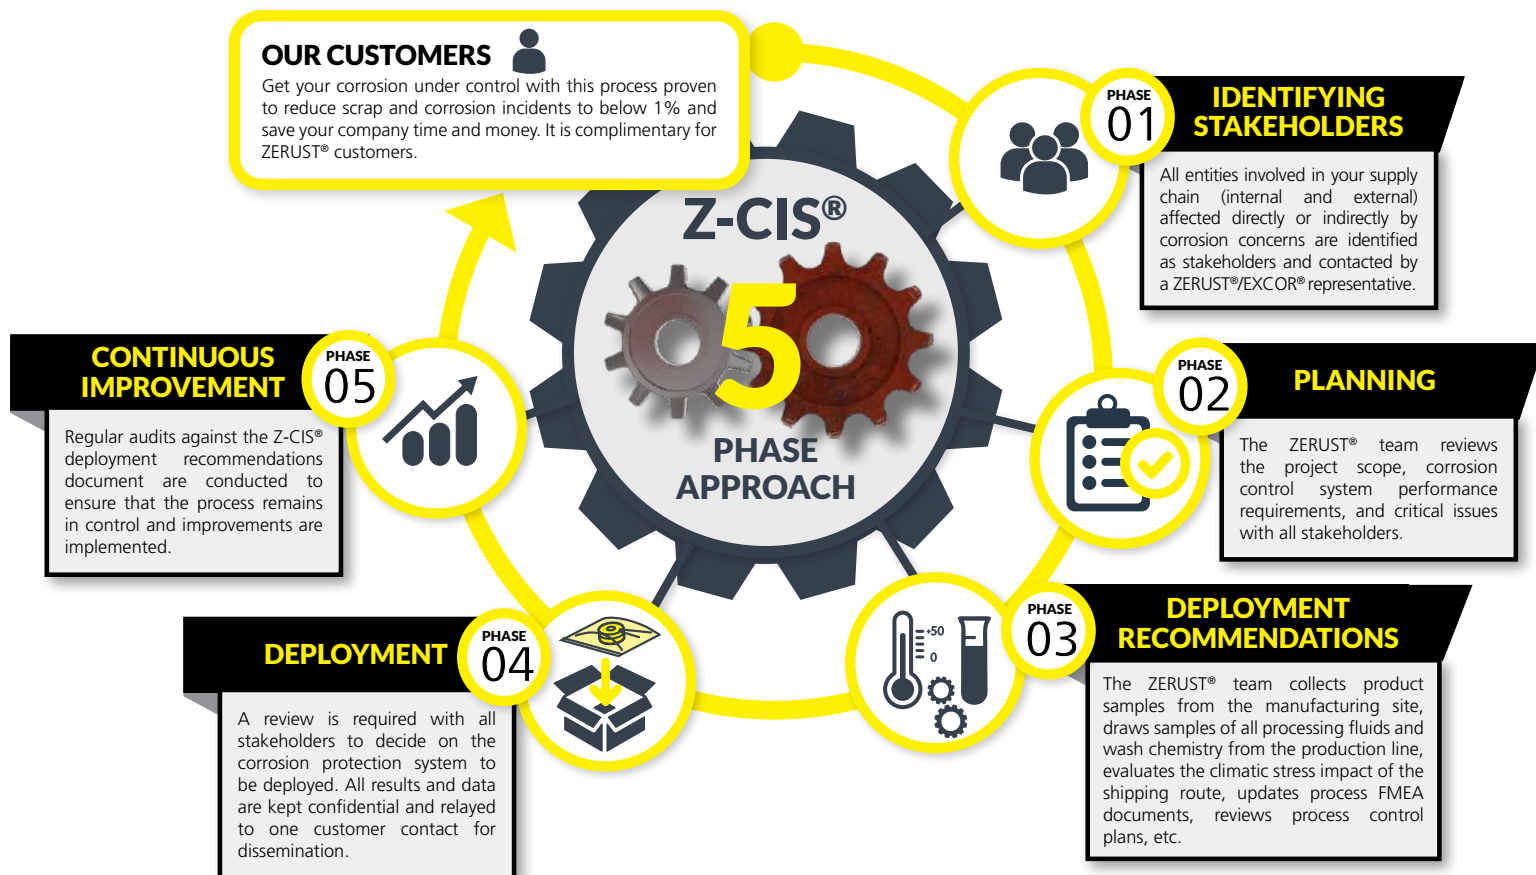 OUR CUSTOMERS
Get your corrosion under control with this process proven
to reduce scrap and corrosion incidents to below 1% and
save your company time and money. It is complimentary for
ZERUST® customers.
Z-CIS®
5
PHASE
APPROACH
PHASE
01
IDENTIFYING
STAKEHOLDERS
All entities involved in your supply
chain (internal and external)
affected directly or indirectly by
corrosion concerns are identified
as stakeholders and contacted by
a ZERUST®/EXCOR® representative.
PHASE
02
PLANNING
The ZERUST® team reviews
the project scope, corrosion
control system performance
requirements, and critical issues
with all stakeholders.
PHASE
03
DEPLOYMENT
RECOMMENDATIONS
The ZERUST® team collects product
samples from the manufacturing site,
draws samples of all processing fluids and
wash chemistry from the production line,
evaluates the climatic stress impact of the
shipping route, updates process FMEA
documents, reviews process control
plans, etc.
+50
0
PHASE
04
DEPLOYMENT
A review is required with all
stakeholders to decide on the
corrosion protection system to
be deployed. All results and data
are kept confidential and relayed
to one customer contact for
dissemination.
PHASE
05
CONTINUOUS
IMPROVEMENT
Regular audits against the Z-CIS®
deployment recommendations
document are conducted to
ensure that the process remains
in control and improvements are
implemented.